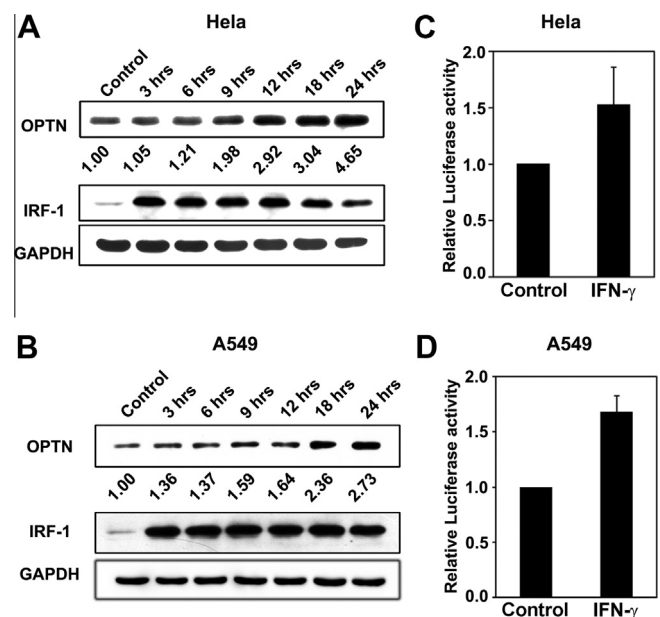 A
Hela
Control 3 hrs 6 hrs 9 hrs 12 hrs 18 hrs 24 hrs
OPTN
1.00 1.05 1.21 1.98 2.92 3.04 4.65
IRF-1
GAPDH
C
Hela
Relative Luciferase activity
2.0
1.5
1.0
0.5
0.0
Control IFN-γ
B
A549
Control 3 hrs 6 hrs 9 hrs 12 hrs 18 hrs 24 hrs
OPTN
1.00 1.36 1.37 1.59 1.64 2.36 2.73
IRF-1
GAPDH
D
A549
Relative Luciferase activity
2.0
1.5
1.0
0.5
0.0
Control IFN-γ